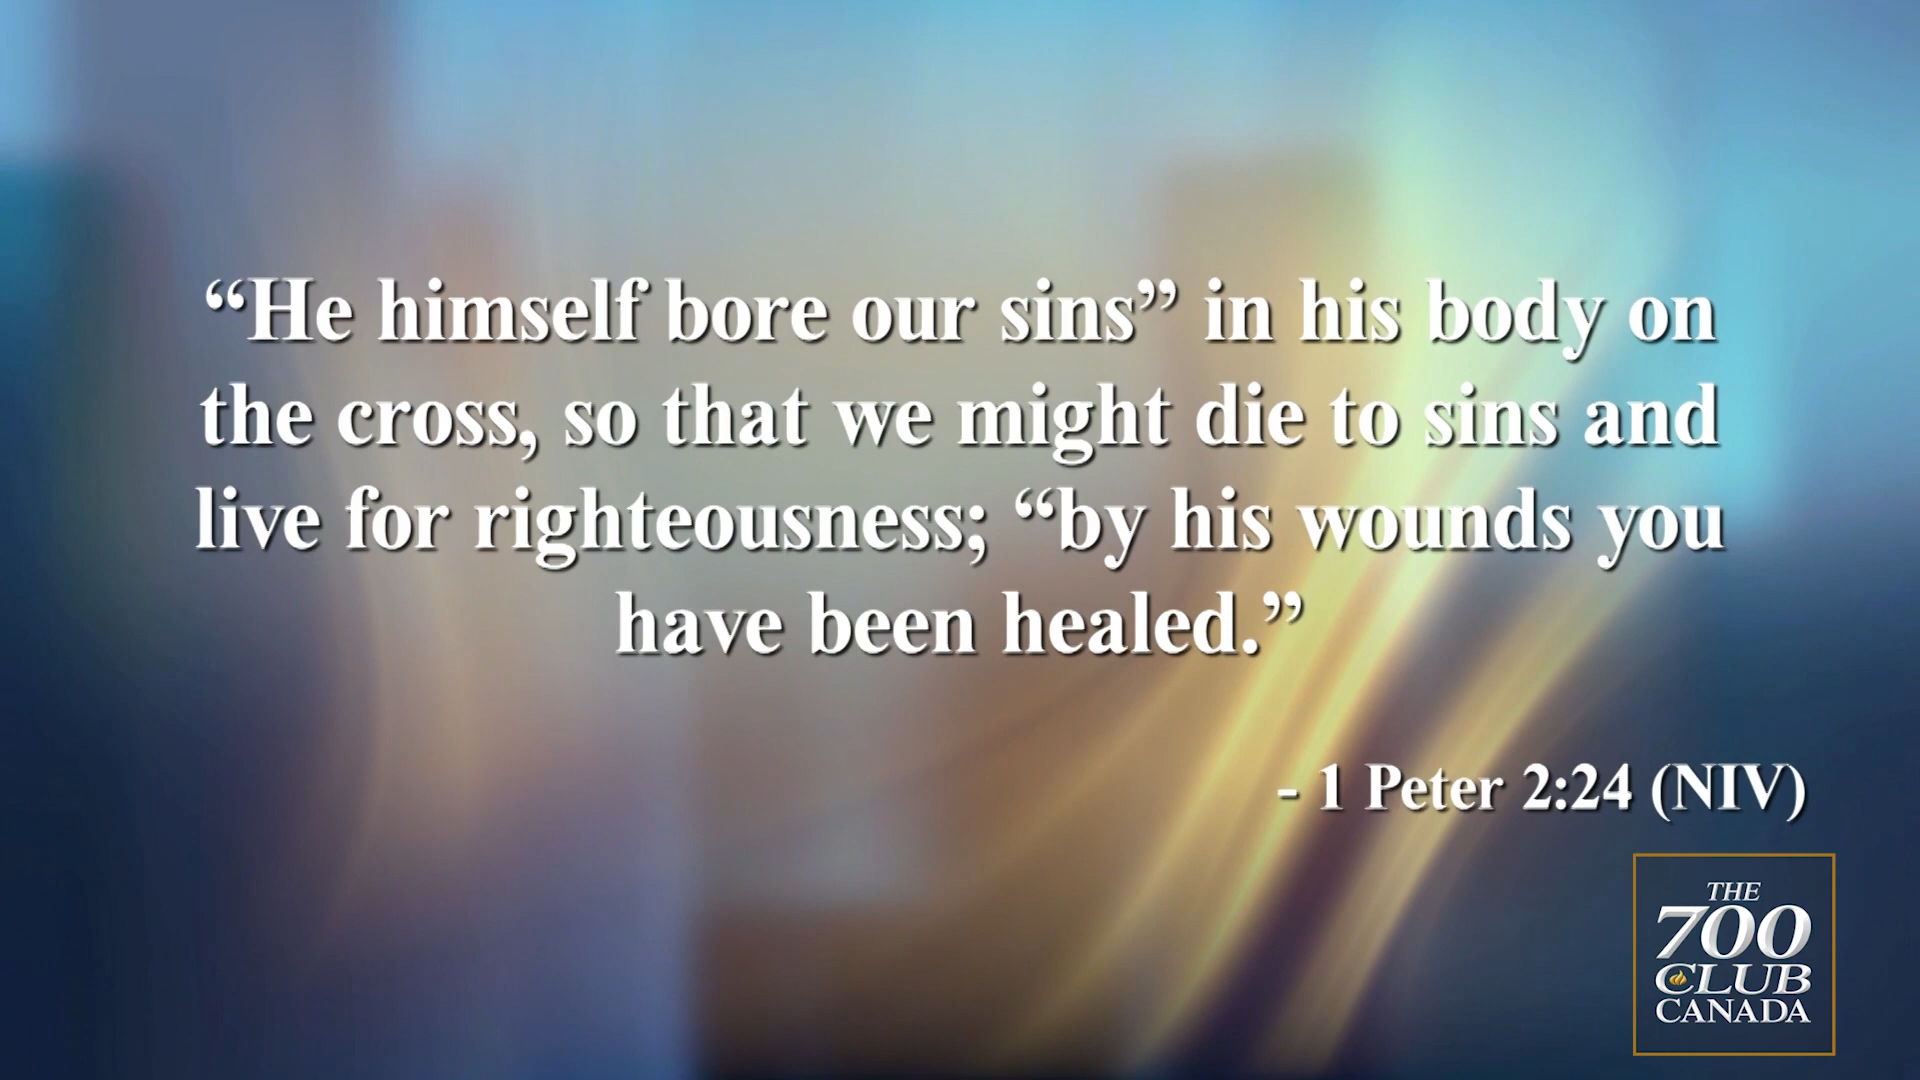 “He himself bore our sins” in his body on
the cross, so that we might die to sins and
live for righteousness; “by his wounds you
have been healed.”
- 1 Peter 2:24 (NIV)
THE
700
CLUB
CANADA